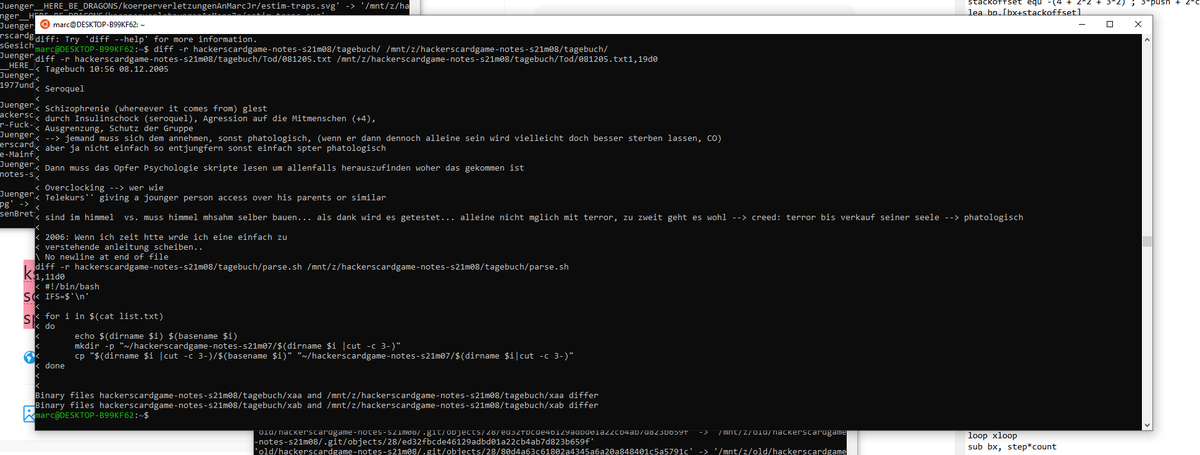 Juenger__HERE_BE_DRAGONS/koerperverletzungenAnMarcJr/estim-traps.svg' -> '/mnt/z/ha
stackoffset equ -(4 + 2*2 + 3*2) ; 3*push + 2*c
lea bp,[bx+stackoffset]
marc@DESKTOP-B99KF62: ~
diff: Try 'diff --help' for more information.
marc@DESKTOP-B99KF62:~$ diff -r hackerscardgame-notes-s21m08/tagebuch/ /mnt/z/hackerscardgame-notes-s21m08/tagebuch/
diff -r hackerscardgame-notes-s21m08/tagebuch/Tod/081205.txt /mnt/z/hackerscardgame-notes-s21m08/tagebuch/Tod/081205.txt1,19d0
< Tagebuch 10:56 08.12.2005
<
< Seroquel
<
< Schizophrenie (whereever it comes from) glest
< durch Insulinschock (seroquel), Agression auf die Mitmenschen (+4),
< Ausgrenzung, Schutz der Gruppe
< --> jemand muss sich dem annehmen, sonst phatologisch, (wenn er dann dennoch alleine sein wird vielleicht doch besser sterben lassen, CO)
< aber ja nicht einfach so entjungfern sonst einfach spter phatologisch
<
< Dann muss das Opfer Psychologie skripte lesen um allenfalls herauszufinden woher das gekommen ist
<
< Overclocking --> wer wie
< Telekurs'' giving a jounger person access over his parents or similar
<
< sind im himmel  vs. muss himmel mhsahm selber bauen... als dank wird es getestet... alleine nicht mglich mit terror, zu zweit geht es wohl --> creed: terror bis verkauf seiner seele --> phatologisch
<
< 2006: Wenn ich zeit htte wrde ich eine einfach zu
< verstehende anleitung scheiben..
\ No newline at end of file
diff -r hackerscardgame-notes-s21m08/tagebuch/parse.sh /mnt/z/hackerscardgame-notes-s21m08/tagebuch/parse.sh
1,11d0
< #!/bin/bash
< IFS=$'\n'
<
< for i in $(cat list.txt)
< do
<       echo $(dirname $i) $(basename $i)
<       mkdir -p "~/hackerscardgame-notes-s21m07/$(dirname $i |cut -c 3-)"
<       cp "$(dirname $i |cut -c 3-)/$(basename $i)" "~/hackerscardgame-notes-s21m07/$(dirname $i|cut -c 3-)"
< done
<
<
Binary files hackerscardgame-notes-s21m08/tagebuch/xaa and /mnt/z/hackerscardgame-notes-s21m08/tagebuch/xaa differ
Binary files hackerscardgame-notes-s21m08/tagebuch/xab and /mnt/z/hackerscardgame-notes-s21m08/tagebuch/xab differ
marc@DESKTOP-B99KF62:~$
'old/hackerscardgame-notes-s21m08/.git/objects/28/ed32fbcde46129adbd01a22cb4ab7d823b659f' -> '/mnt/z/old/hackerscardgame
-notes-s21m08/.git/objects/28/ed32fbcde46129adbd01a22cb4ab7d823b659f'
'old/hackerscardgame-notes-s21m08/.git/objects/28/80d4a63c61802a4345a6a20a848401c5a5791c' -> '/mnt/z/old/hackerscardgame
loop xloop
sub bx, step*count